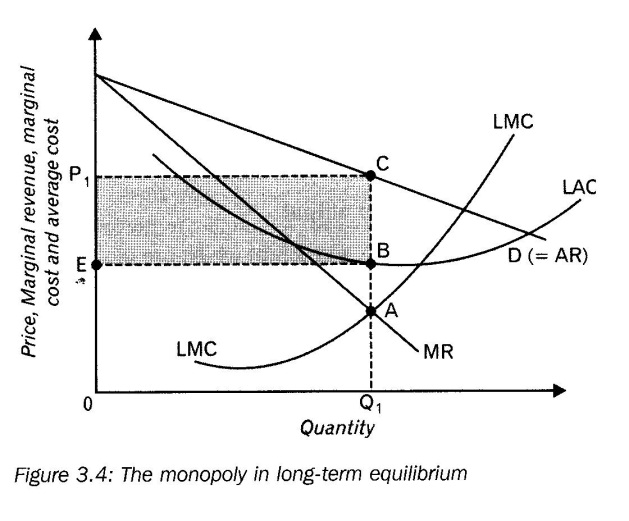 Price, Marginal revenue, marginal
cost and average cost
LMC
P1
C
LAC
E
B
D (= AR)
A
LMC
MR
0
Q1
Quantity
Figure 3.4: The monopoly in long-term equilibrium